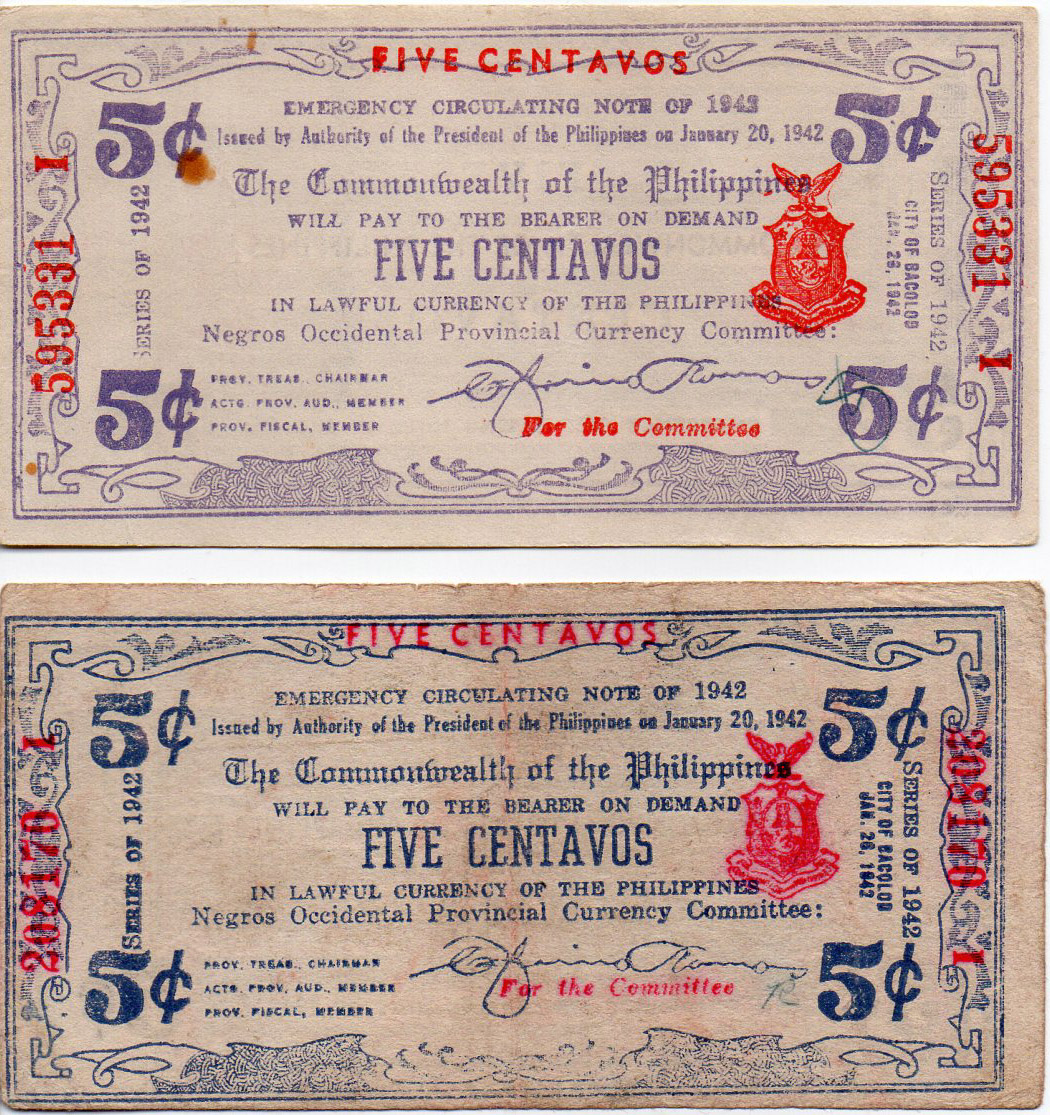 FIVE CENTAVOS
EMERGENCY CIRCULATING NOTE OF 1942
Issued by Authority of the President of the Philippines on January 20, 1942
5¢
5¢
The Commonwealth of the Philippines
WILL PAY TO THE BEARER ON DEMAND
FIVE CENTAVOS
IN LAWFUL CURRENCY OF THE PHILIPPINES
Negros Occidental Provincial Currency Committee:
595331 I
SERIES OF 1942
CITY OF BACOLOD
JAN. 26, 1942
SERIES OF 1942
595331 I
5¢
PROV. TREAS., CHAIRMAN
ACTG. PROV. AUD., MEMBER
PROV. FISCAL, MEMBER
For the Committee
5¢
FIVE CENTAVOS
EMERGENCY CIRCULATING NOTE OF 1942
Issued by Authority of the President of the Philippines on January 20, 1942
5¢
5¢
The Commonwealth of the Philippines
WILL PAY TO THE BEARER ON DEMAND
FIVE CENTAVOS
IN LAWFUL CURRENCY OF THE PHILIPPINES
Negros Occidental Provincial Currency Committee:
208170 I
SERIES OF 1942
CITY OF BACOLOD
JAN. 26, 1942
SERIES OF 1942
208170 I
5¢
PROV. TREAS., CHAIRMAN
ACTG. PROV. AUD., MEMBER
PROV. FISCAL, MEMBER
For the Committee
5¢